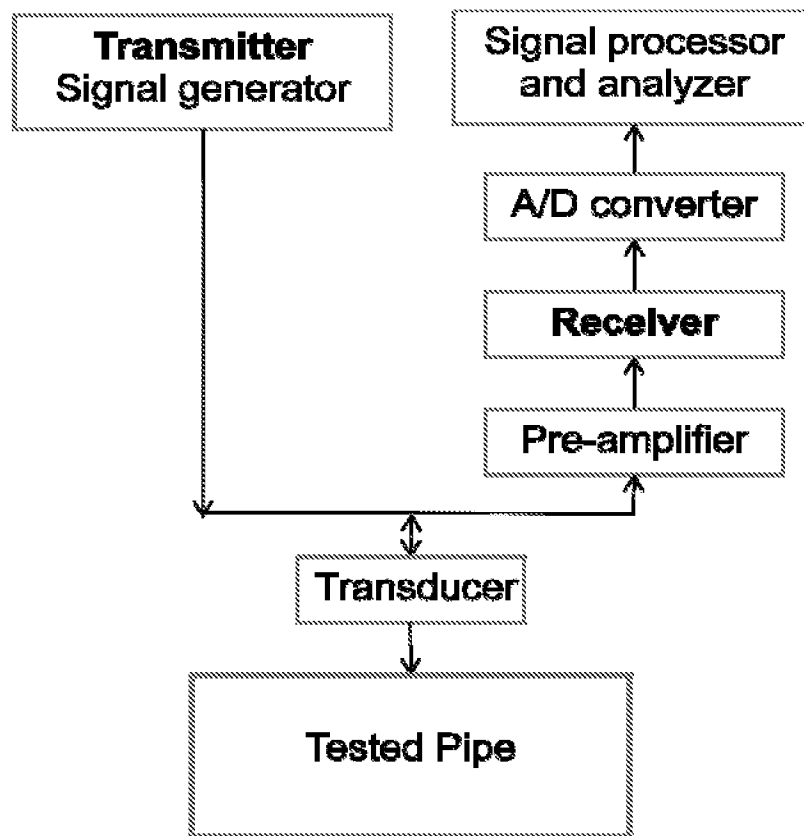 Transmitter
Signal generator
Signal processor
and analyzer
A/D converter
Receiver
Pre-amplifier
Transducer
Tested Pipe